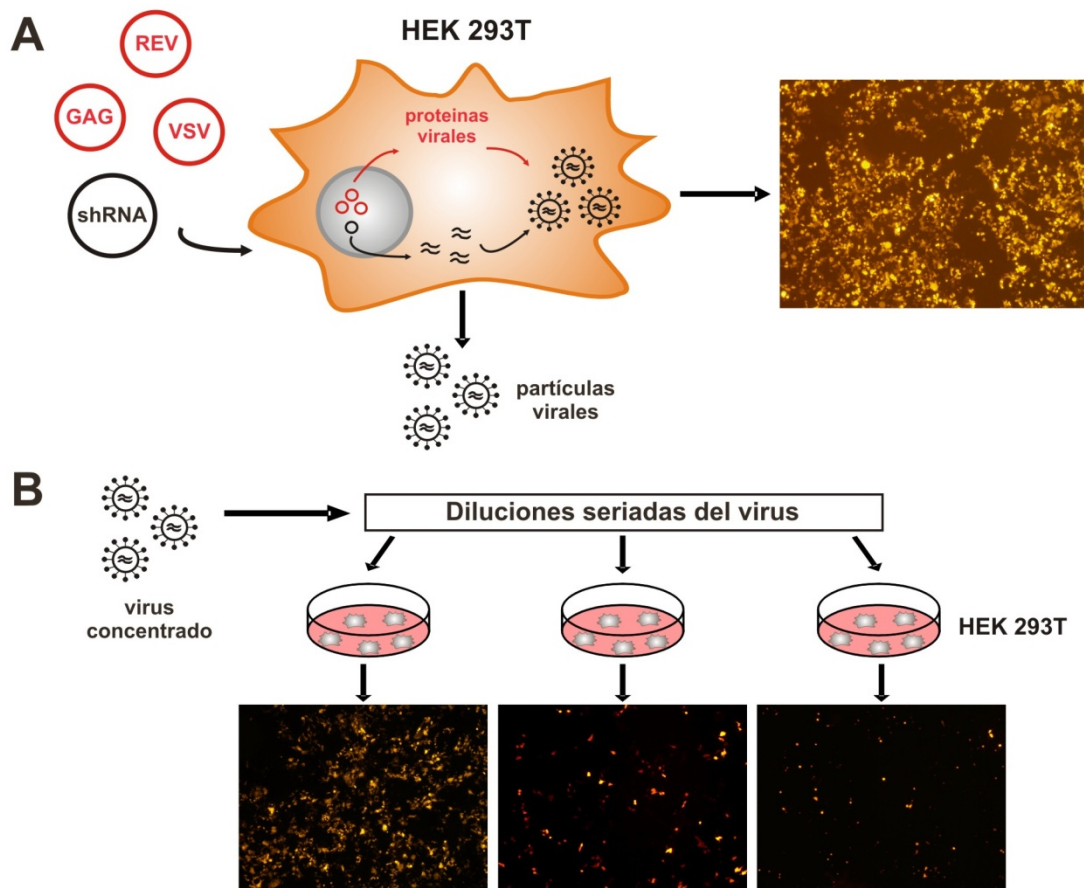 A
HEK 293T
REV
GAG
VSV
shRNA
proteinas
virales
partículas
virales
B
Diluciones seriadas del virus
virus
concentrado
HEK 293T